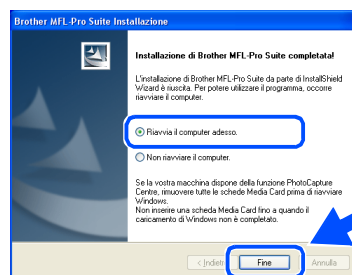 Brother MFL-Pro Suite Installazione
Installazione di Brother MFL-Pro Suite completata!
L'installazione di Brother MFL-Pro Suite da parte di InstallShield
Wizard è riuscita. Per potere utilizzare il programma, occorre
riavviare il computer.
Riavvia il computer adesso.
Non riavviare il computer.
Se la vostra macchina dispone della funzione PhotoCapture
Centre, rimuovere tutte le schede Media Card prima di riavviare
Windows.
Non inserire una scheda Media Card fino a quando il
caricamento di Windows non è completato.
< Indietro Fine Annulla